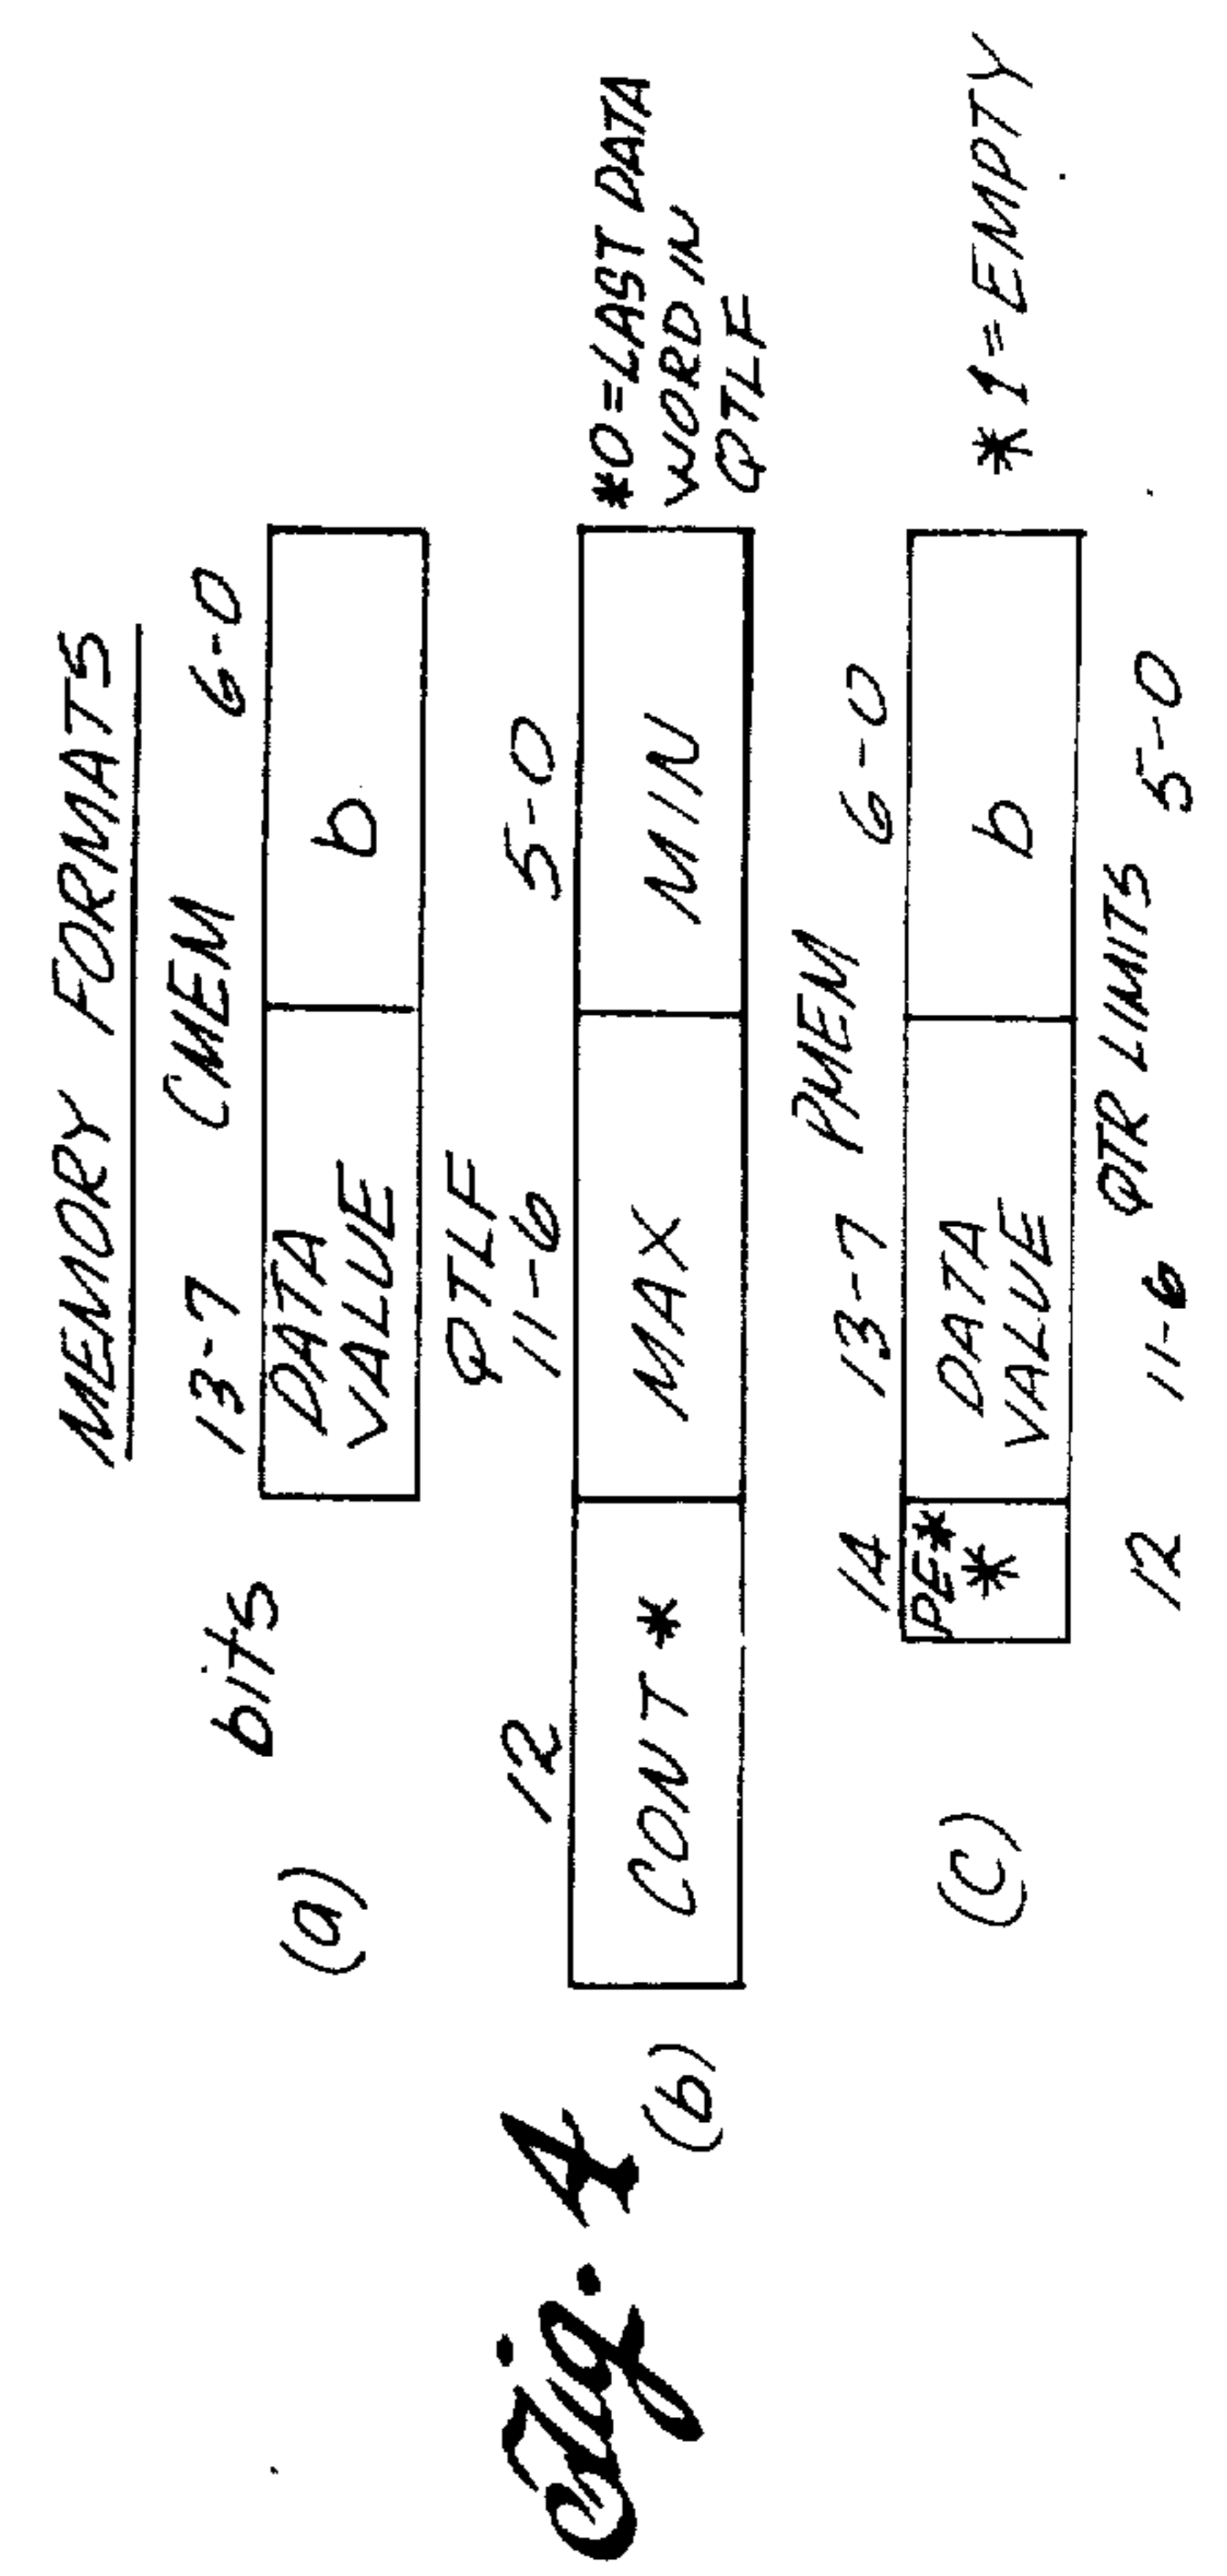 MEMORY FORMATS
bits 13-7 CMEM 6-0
(a) DATA VALUE b
QTLF
12 11-6 5-0
(b) CONT * MAX MIN
*0=LAST DATA
WORD IN
QTLF
14 13-7 PMEM 6-0
(c) PE* * DATA VALUE b
* 1=EMPTY
12 11-6 QTR LIMITS 5-0
Fig. 4